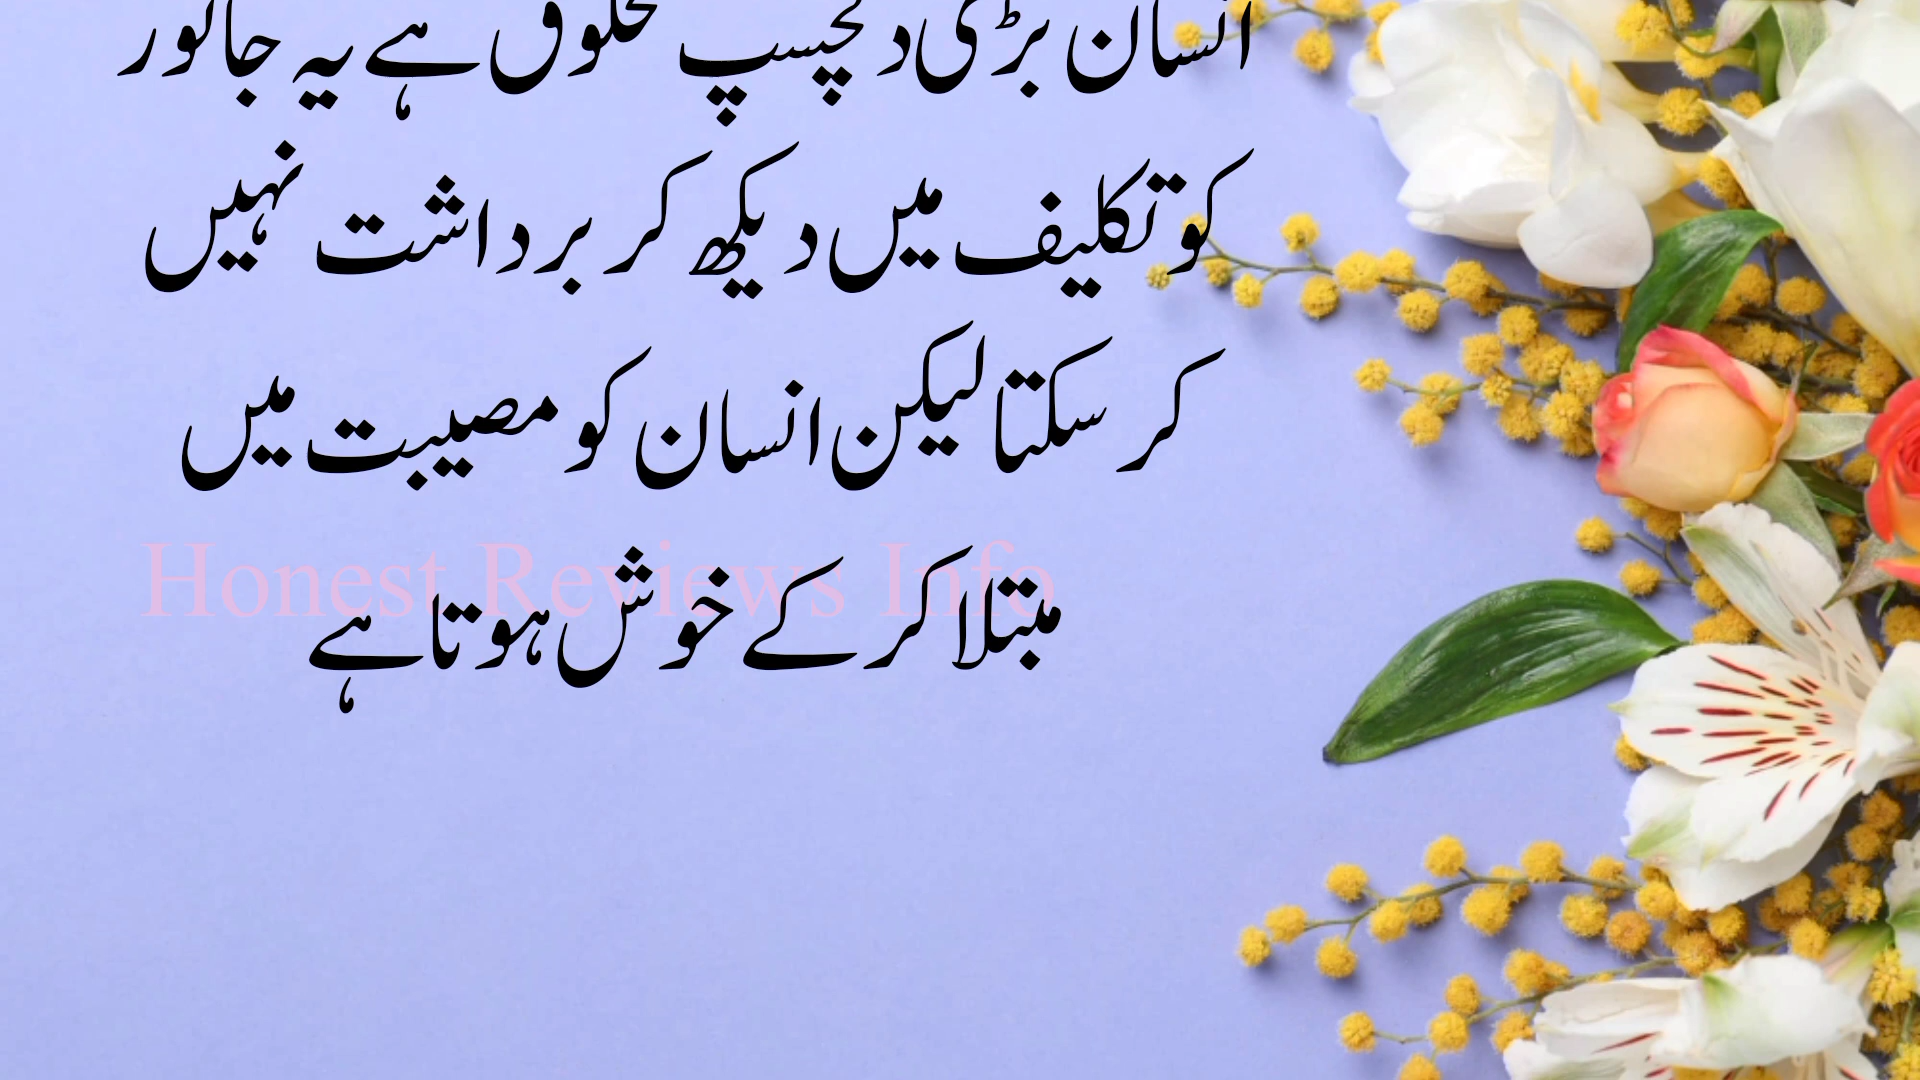 انسان بڑی دلچسپ مخلوق ہے یہ جانور
کو تکلیف میں دیکھ کر برداشت نہیں
کر سکتا لیکن انسان کو مصیبت میں
Honest Reviews Info
مبتلا کر کے خوش ہوتا ہے